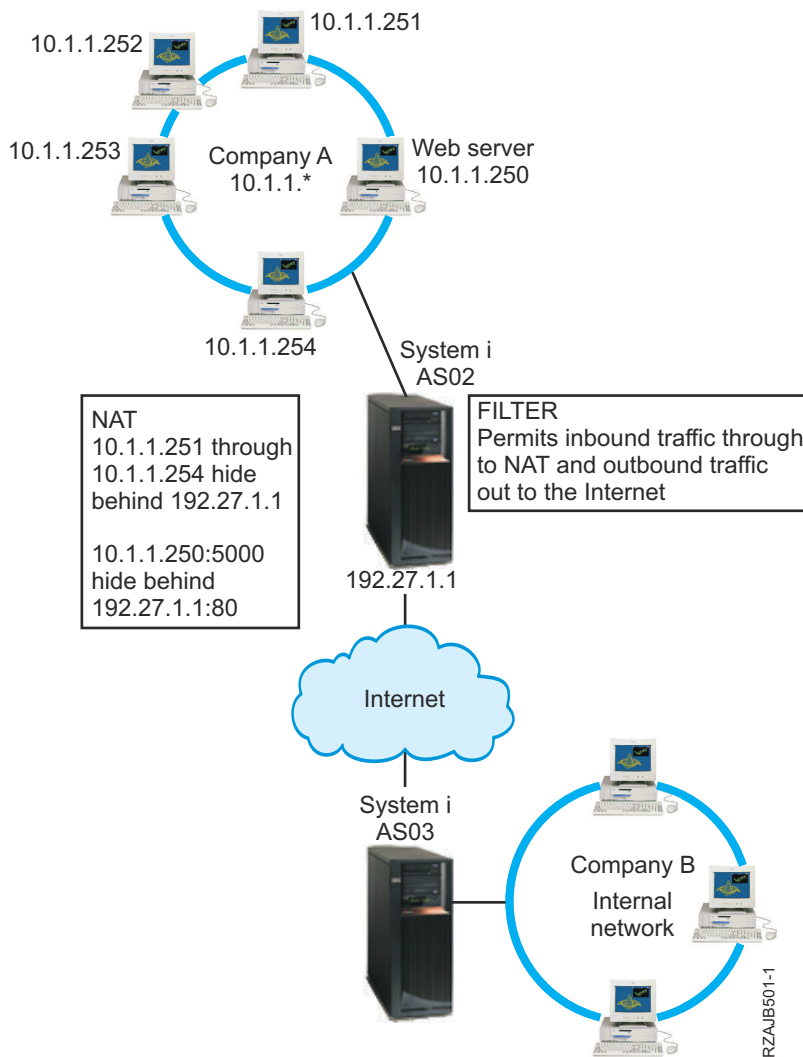 10.1.1.251
10.1.1.252
10.1.1.253
Company A
10.1.1.*
Web server
10.1.1.250
10.1.1.254
System i
AS02
NAT
10.1.1.251 through
10.1.1.254 hide
behind 192.27.1.1
10.1.1.250:5000
hide behind
192.27.1.1:80
FILTER
Permits inbound traffic through
to NAT and outbound traffic
out to the Internet
192.27.1.1
Internet
System i
AS03
Company B
Internal
network
RZAJB501-1